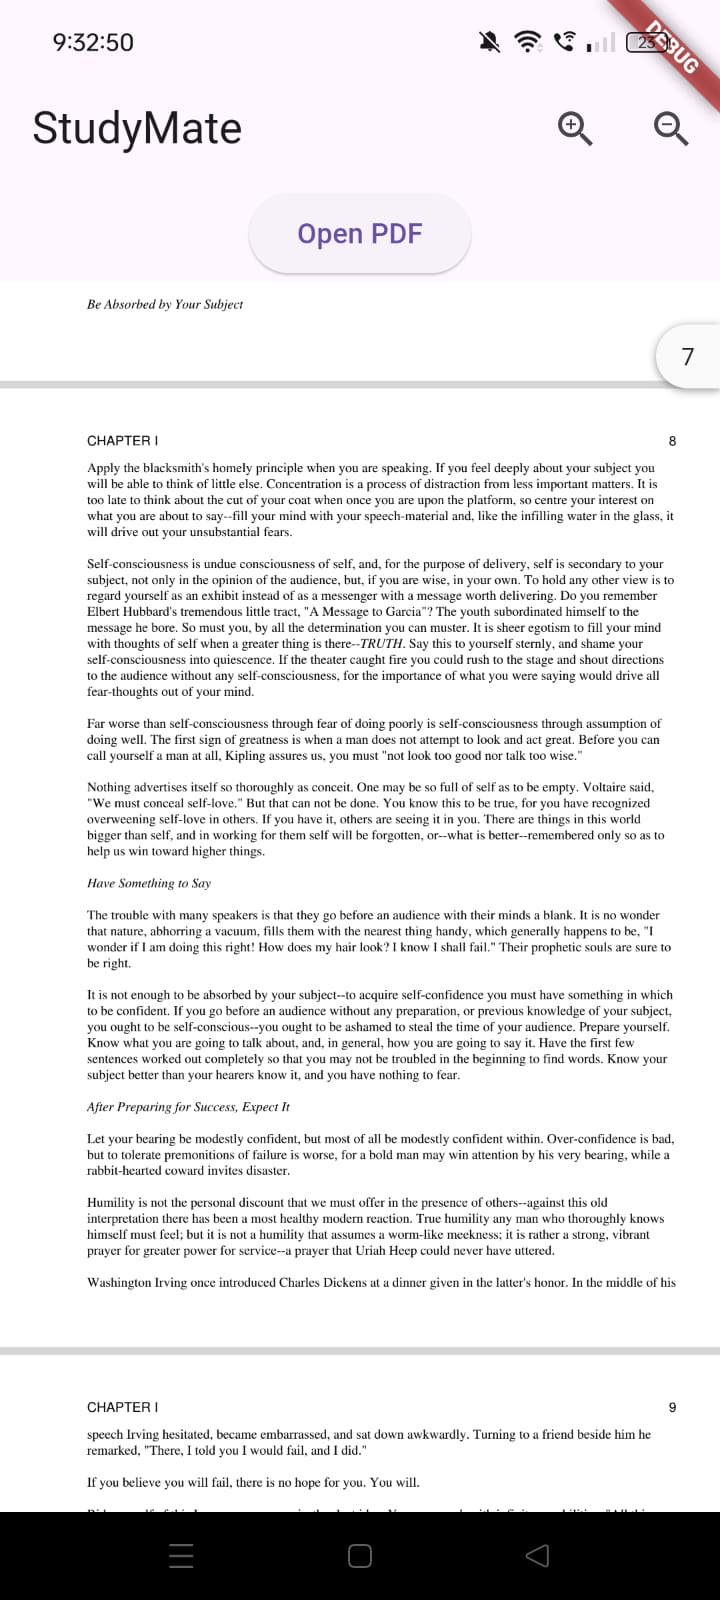 9:32:50
23
DEBUG
StudyMate
Open PDF
Be Absorbed by Your Subject
7
CHAPTER I 8
Apply the blacksmith's homely principle when you are speaking. If you feel deeply about your subject you
will be able to think of little else. Concentration is a process of distraction from less important matters. It is
too late to think about the cut of your coat when once you are upon the platform, so centre your interest on
what you are about to say--fill your mind with your speech-material and, like the infilling water in the glass, it
will drive out your unsubstantial fears.
Self-consciousness is undue consciousness of self, and, for the purpose of delivery, self is secondary to your
subject, not only in the opinion of the audience, but, if you are wise, in your own. To hold any other view is to
regard yourself as an exhibit instead of as a messenger with a message worth delivering. Do you remember
Elbert Hubbard's tremendous little tract, "A Message to Garcia"? The youth subordinated himself to the
message he bore. So must you, by all the determination you can muster. It is sheer egotism to fill your mind
with thoughts of self when a greater thing is there--TRUTH. Say this to yourself sternly, and shame your
self-consciousness into quiescence. If the theater caught fire you could rush to the stage and shout directions
to the audience without any self-consciousness, for the importance of what you were saying would drive all
fear-thoughts out of your mind.
Far worse than self-consciousness through fear of doing poorly is self-consciousness through assumption of
doing well. The first sign of greatness is when a man does not attempt to look and act great. Before you can
call yourself a man at all, Kipling assures us, you must "not look too good nor talk too wise."
Nothing advertises itself so thoroughly as conceit. One may be so full of self as to be empty. Voltaire said,
"We must conceal self-love." But that can not be done. You know this to be true, for you have recognized
overweening self-love in others. If you have it, others are seeing it in you. There are things in this world
bigger than self, and in working for them self will be forgotten, or--what is better--remembered only so as to
help us win toward higher things.
Have Something to Say
The trouble with many speakers is that they go before an audience with their minds a blank. It is no wonder
that nature, abhorring a vacuum, fills them with the nearest thing handy, which generally happens to be, "I
wonder if I am doing this right! How does my hair look? I know I shall fail." Their prophetic souls are sure to
be right.
It is not enough to be absorbed by your subject--to acquire self-confidence you must have something in which
to be confident. If you go before an audience without any preparation, or previous knowledge of your subject,
you ought to be self-conscious--you ought to be ashamed to steal the time of your audience. Prepare yourself.
Know what you are going to talk about, and, in general, how you are going to say it. Have the first few
sentences worked out completely so that you may not be troubled in the beginning to find words. Know your
subject better than your hearers know it, and you have nothing to fear.
After Preparing for Success, Expect It
Let your bearing be modestly confident, but most of all be modestly confident within. Over-confidence is bad,
but to tolerate premonitions of failure is worse, for a bold man may win attention by his very bearing, while a
rabbit-hearted coward invites disaster.
Humility is not the personal discount that we must offer in the presence of others--against this old
interpretation there has been a most healthy modern reaction. True humility any man who thoroughly knows
himself must feel; but it is not a humility that assumes a worm-like meekness; it is rather a strong, vibrant
prayer for greater power for service--a prayer that Uriah Heep could never have uttered.
Washington Irving once introduced Charles Dickens at a dinner given in the latter's honor. In the middle of his
CHAPTER I 9
speech Irving hesitated, became embarrassed, and sat down awkwardly. Turning to a friend beside him he
remarked, "There, I told you I would fail, and I did."
If you believe you will fail, there is no hope for you. You will.